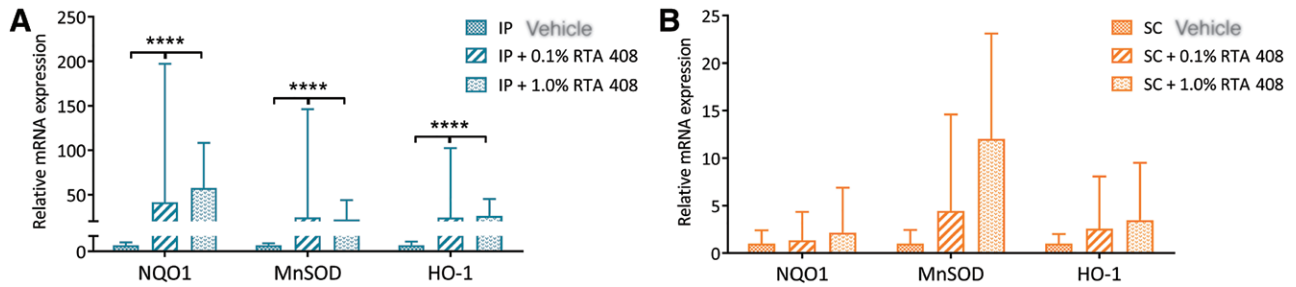 A
Relative mRNA expression
250
200
150
100
50
0
****
****
****
IP Vehicle
IP + 0.1% RTA 408
IP + 1.0% RTA 408
NQO1 MnSOD HO-1
B
Relative mRNA expression
25
20
15
10
5
0
SC Vehicle
SC + 0.1% RTA 408
SC + 1.0% RTA 408
NQO1 MnSOD HO-1